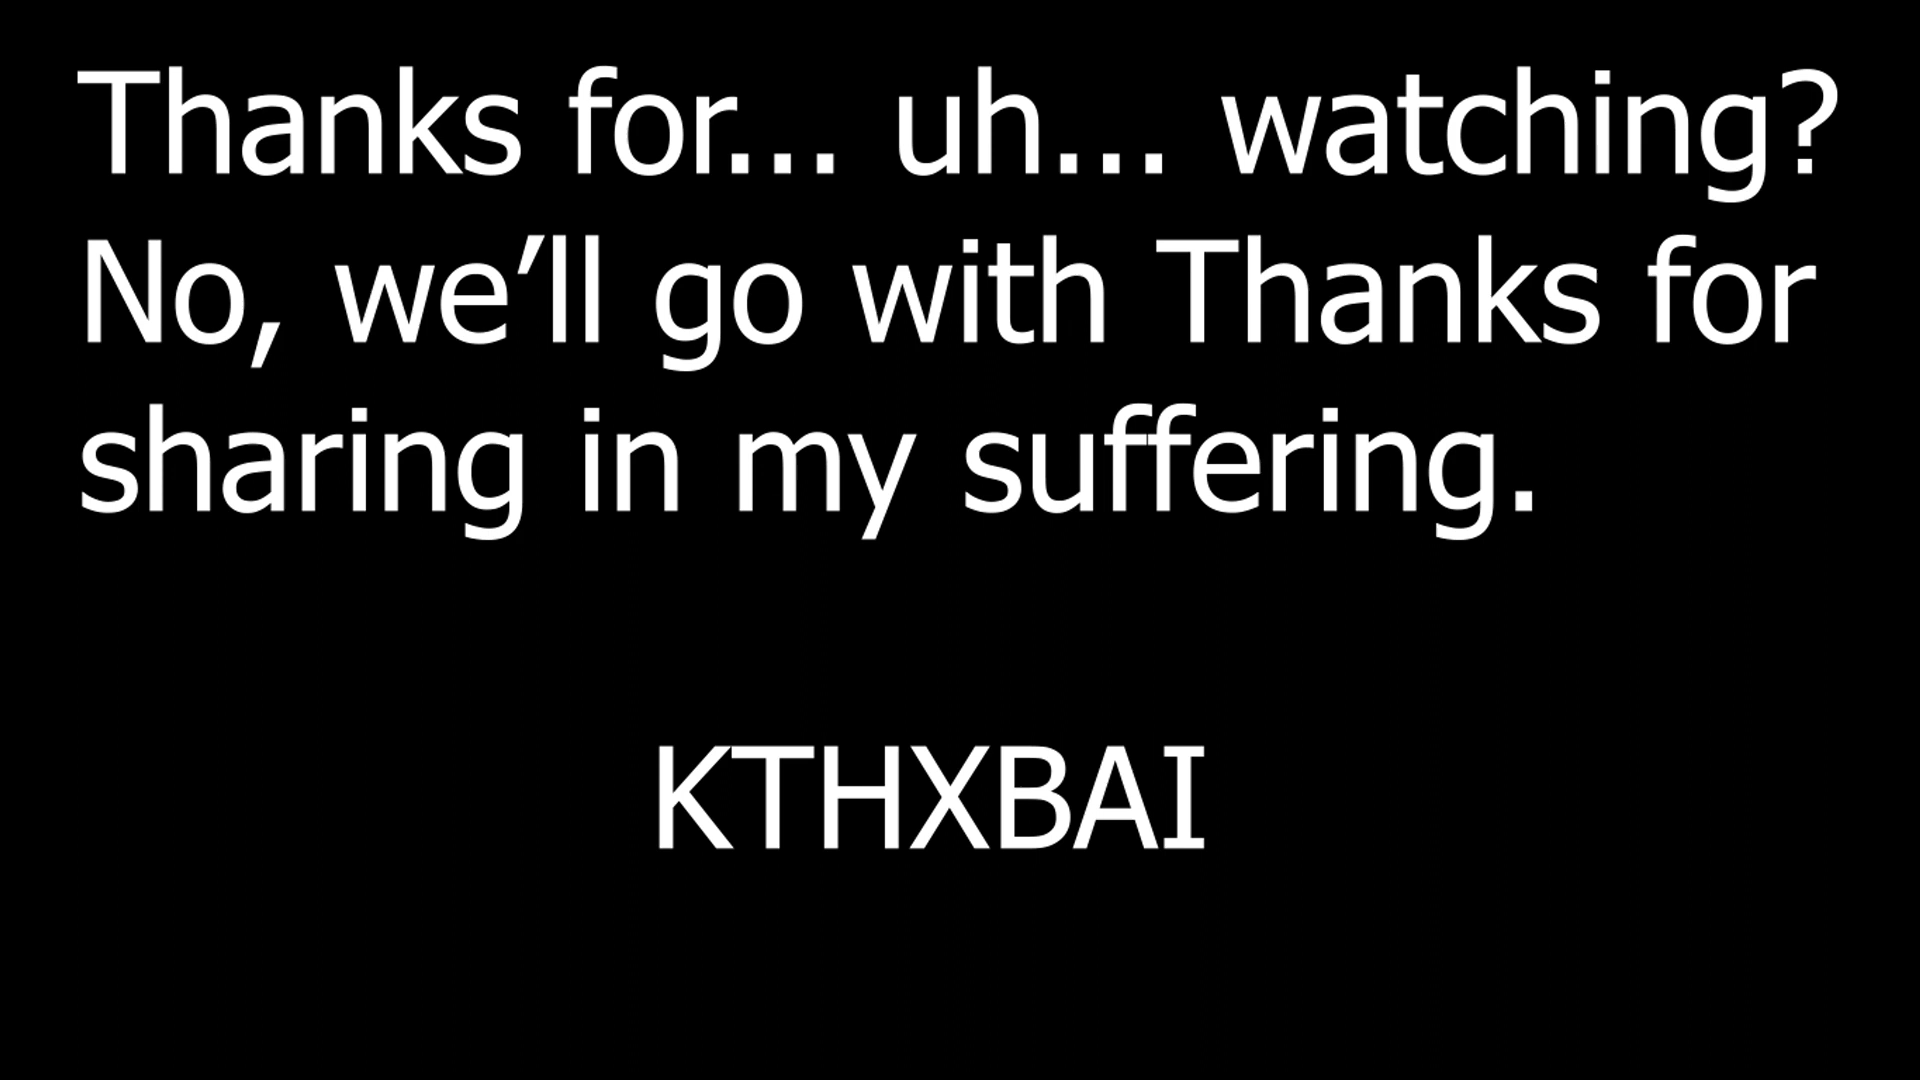 Thanks for... uh... watching?
No, we’ll go with Thanks for
sharing in my suffering.
KTHXBAI